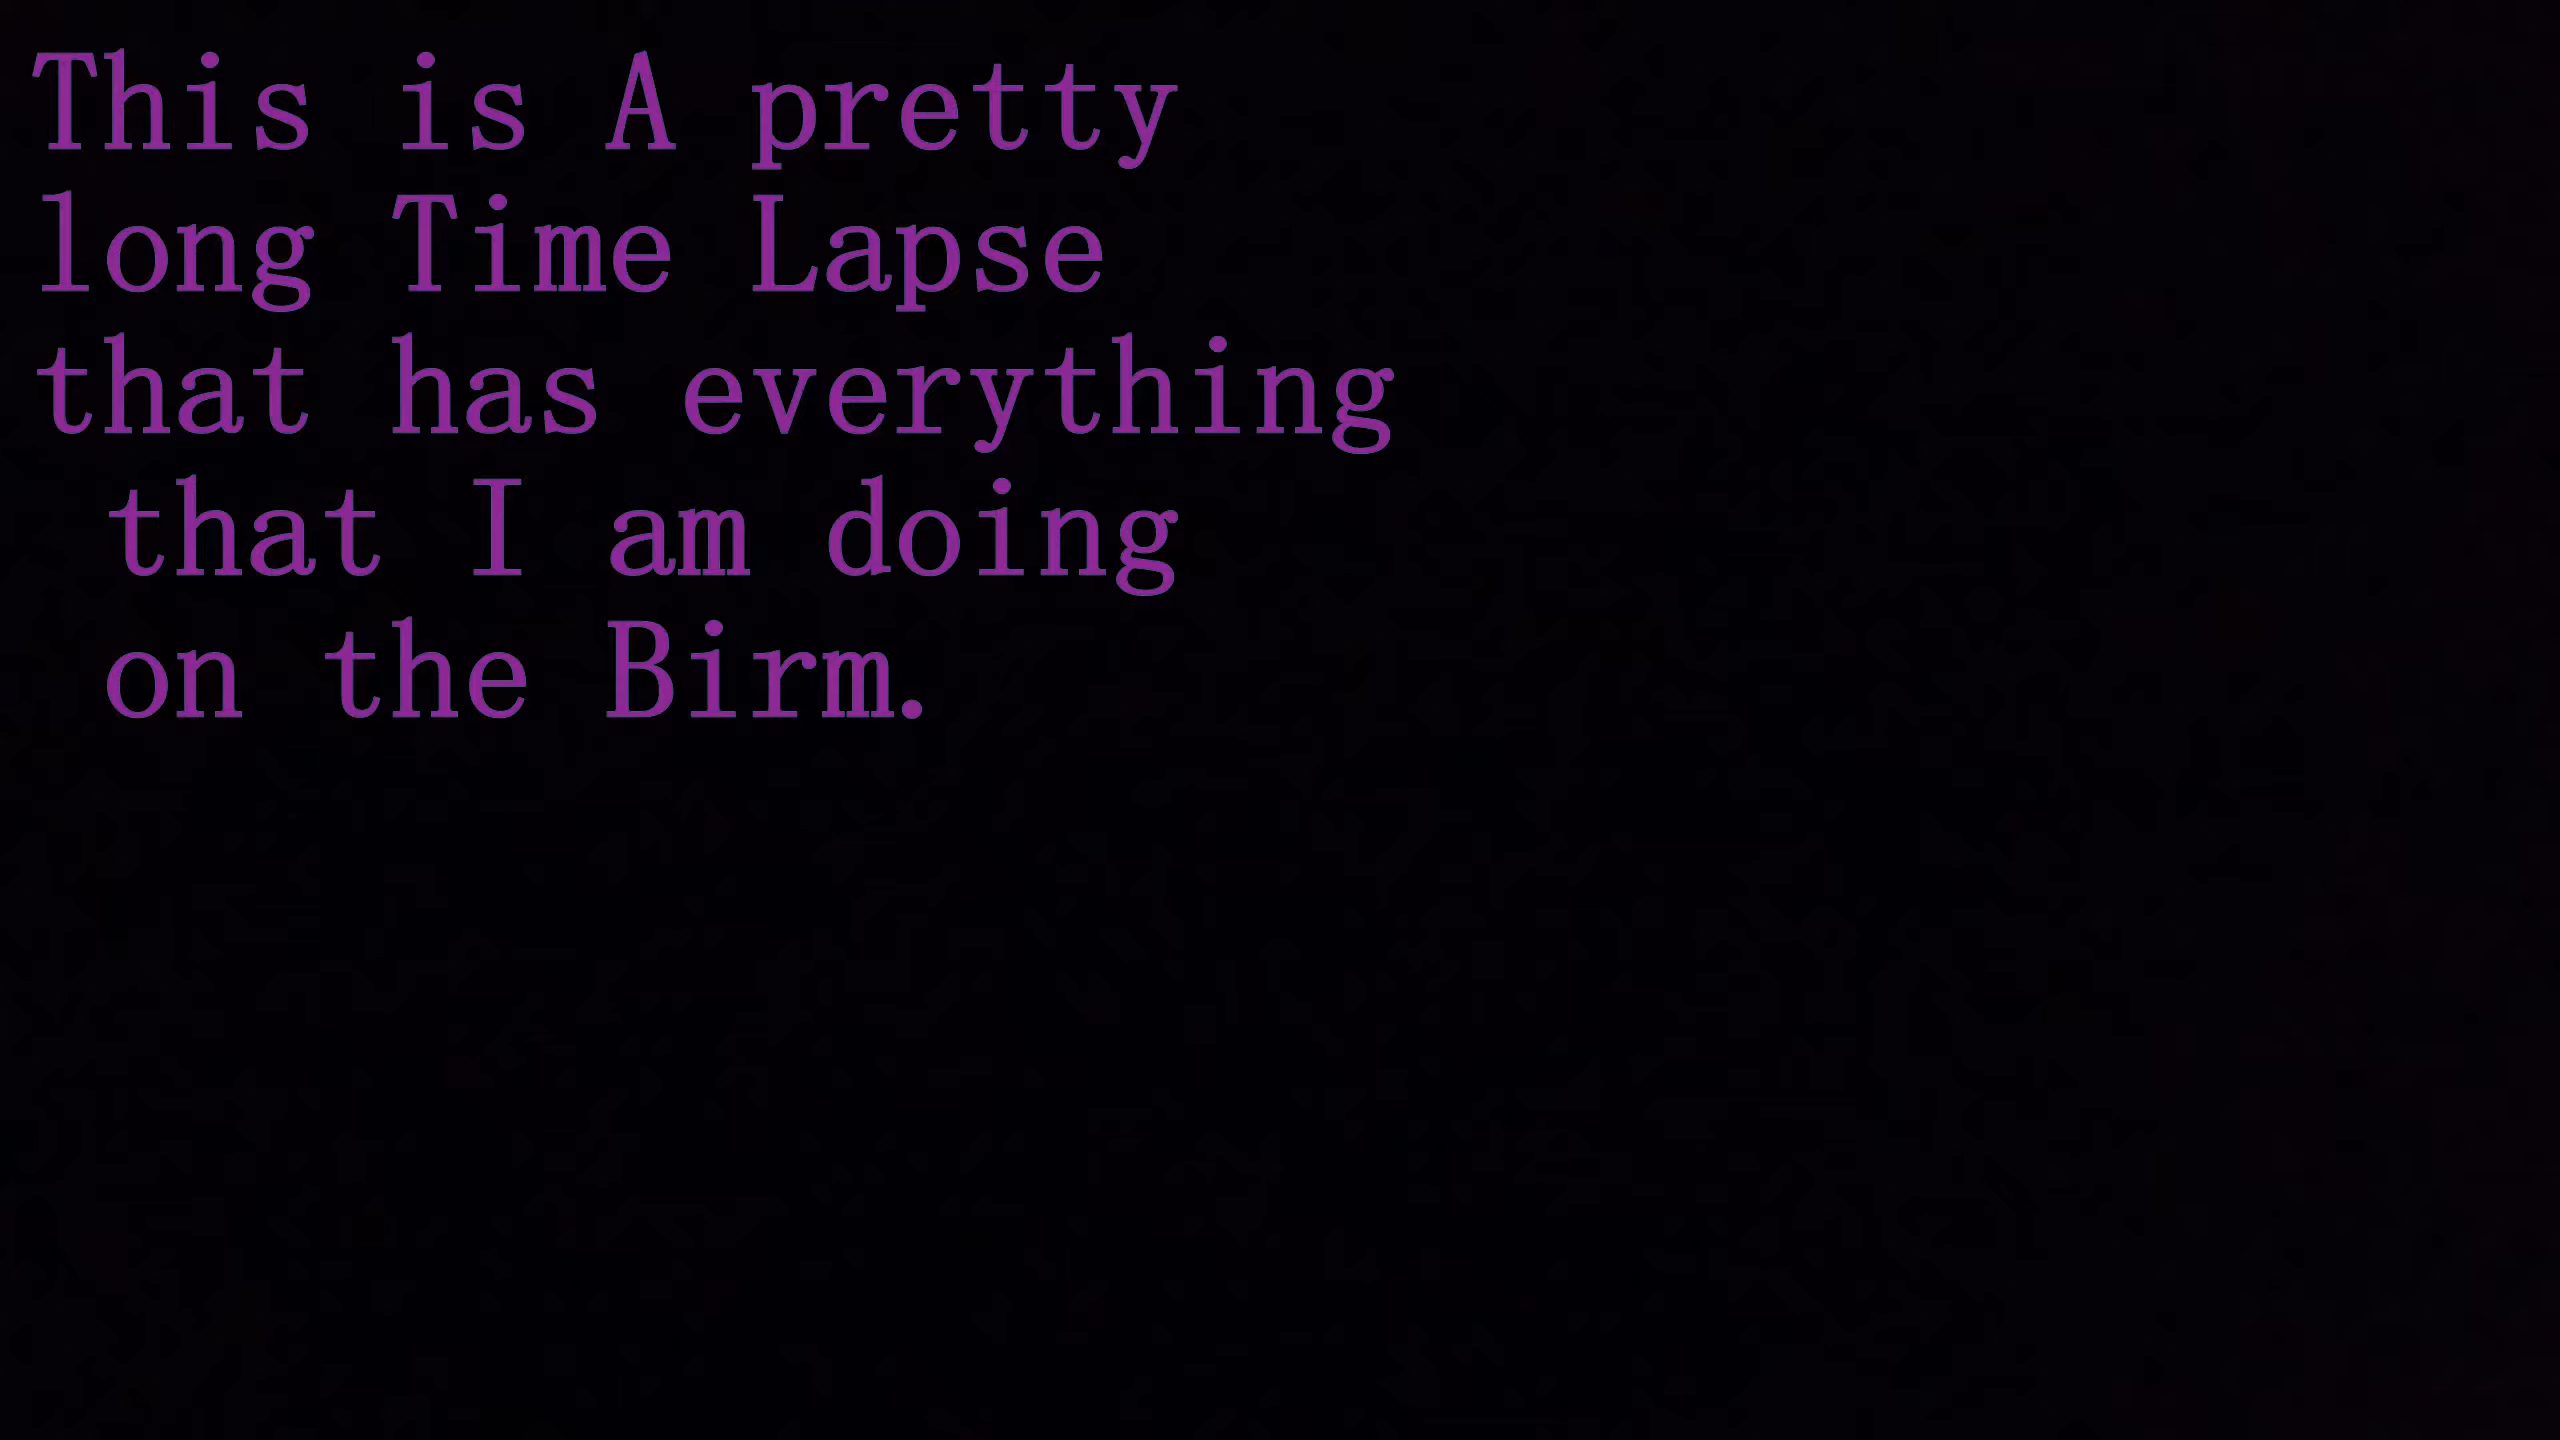 This is A pretty
long Time Lapse
that has everything
that I am doing
on the Birm.